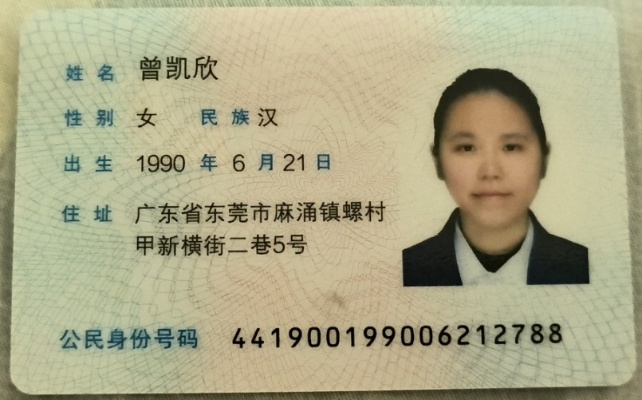 姓名 曾凯欣
性别 女 民族 汉
出生 1990 年 6 月 21 日
住址 广东省东莞市麻涌镇螺村
甲新横街二巷5号
公民身份号码 441900199006212788